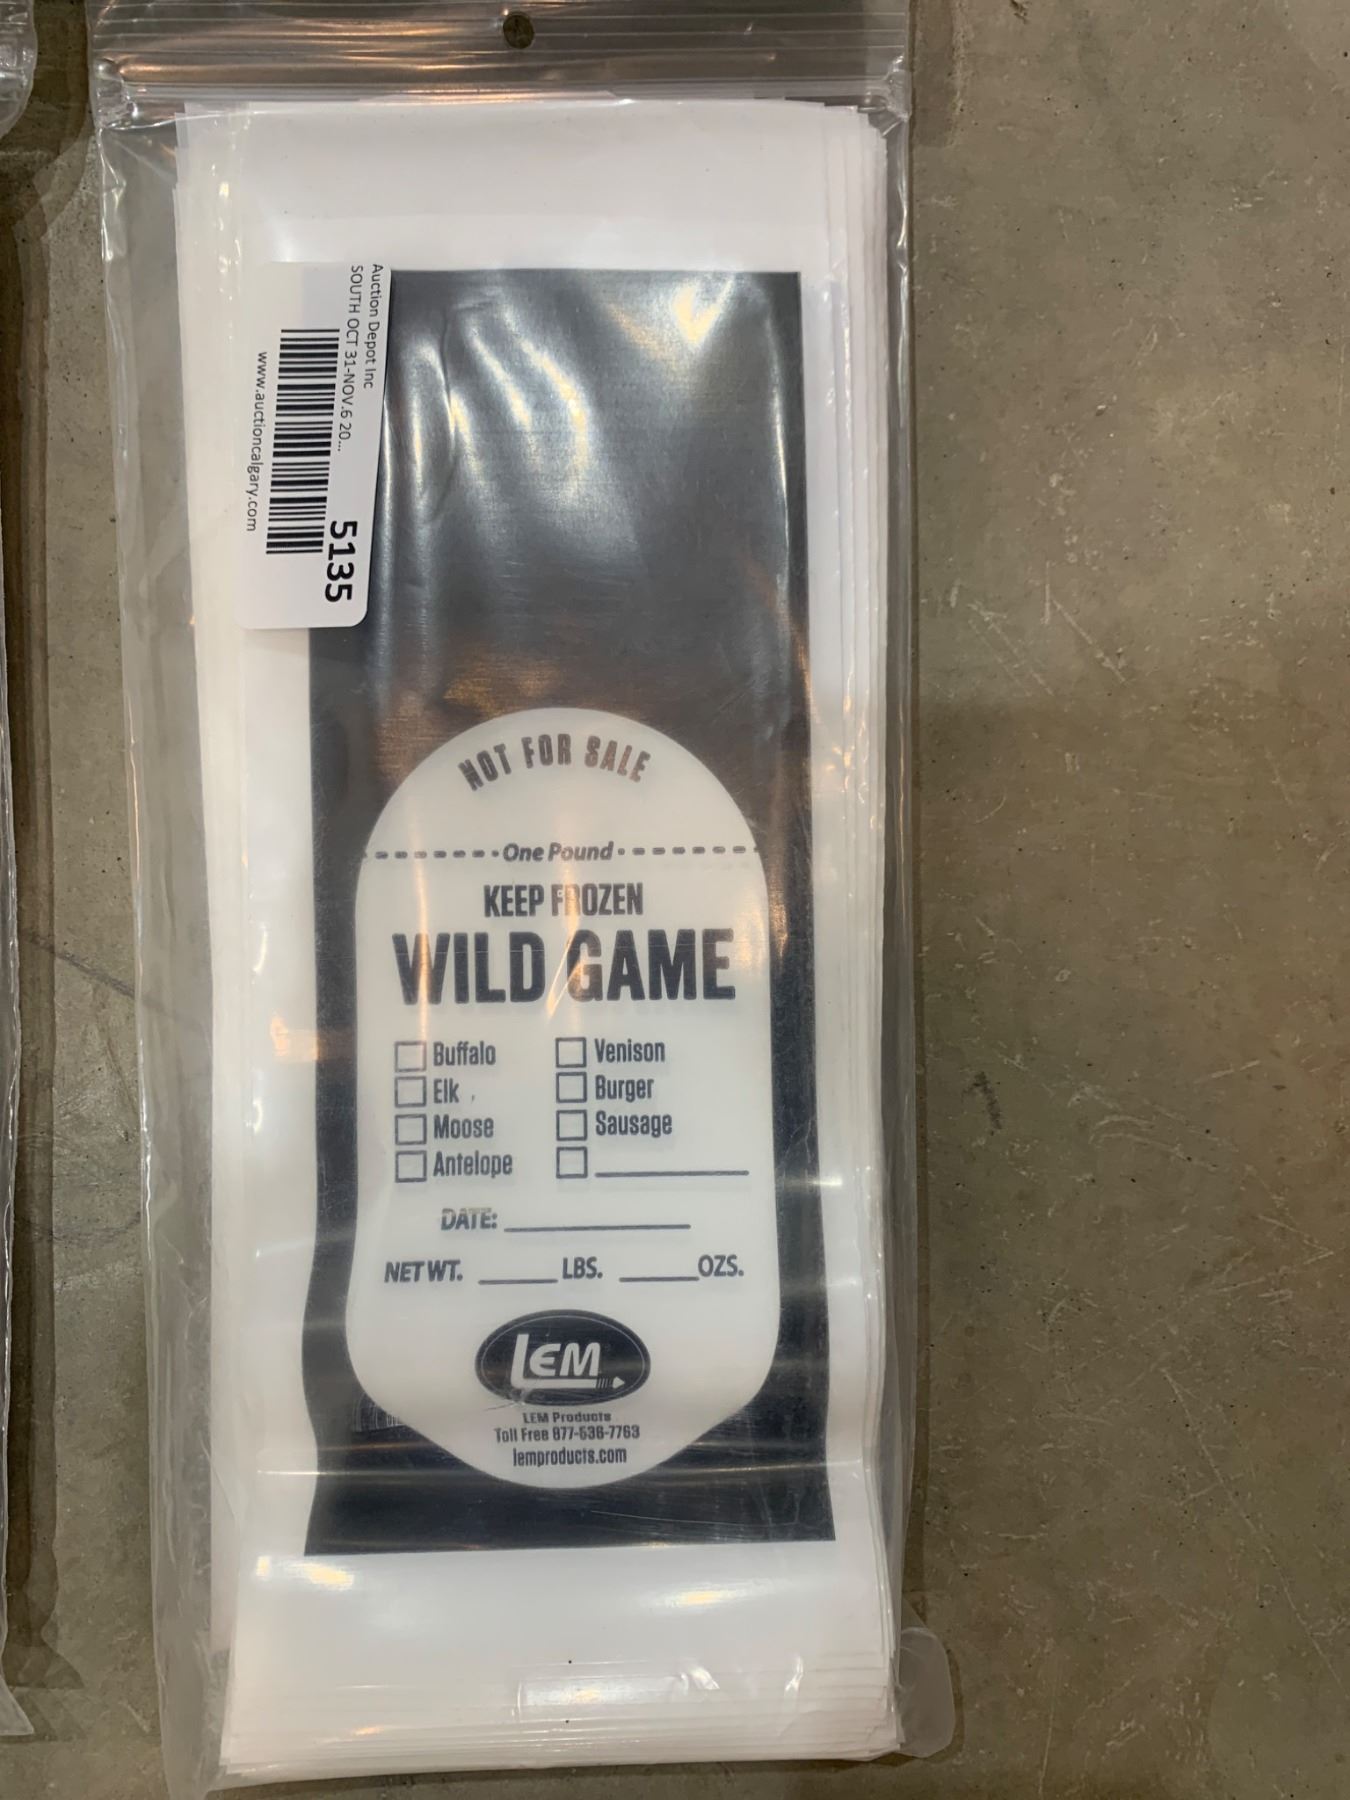 Auction Depot Inc
SOUTH OCT 31-NOV.6 20...
5135
www.auctioncalgary.com
NOT FOR SALE
One Pound
KEEP FROZEN
WILD GAME
Buffalo
Venison
Elk
Burger
Moose
Sausage
Antelope
DATE:
NET WT. LBS. OZS.
LEM
LEM Products
Toll Free 877-536-7763
lemproducts.com